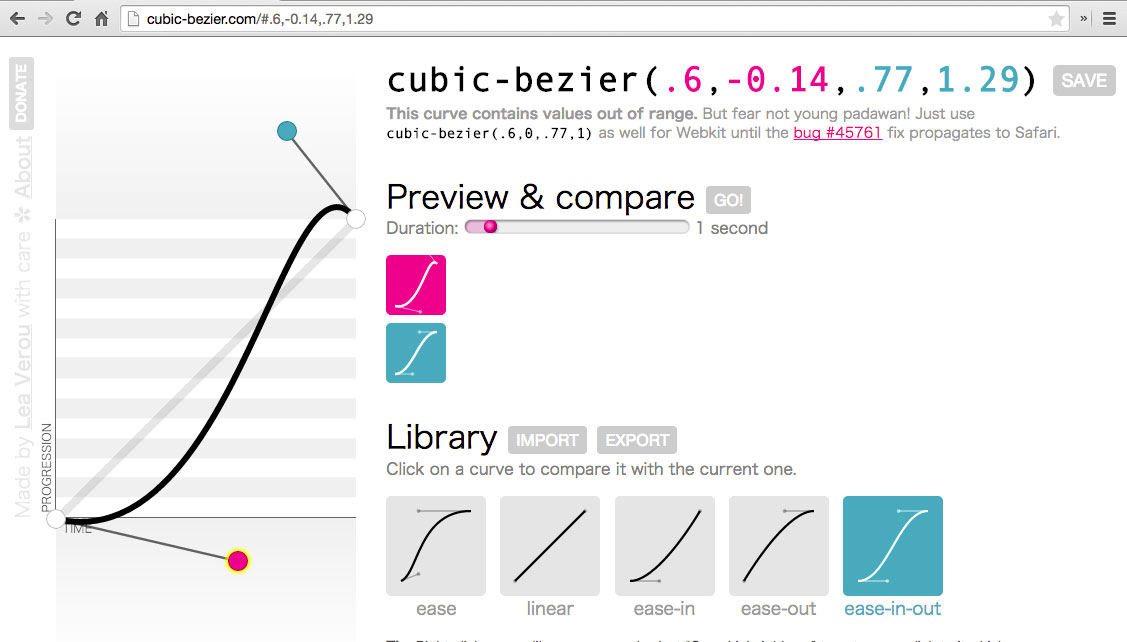 cubic-bezier.com/#.6,-0.14,.77,1.29
»
DONATE
Made by Lea Verou with care ✲ About
cubic-bezier(.6,-0.14,.77,1.29)
SAVE
This curve contains values out of range. But fear not young padawan! Just use
cubic-bezier(.6,0,.77,1) as well for Webkit until the bug #45761 fix propagates to Safari.
Preview & compare
GO!
Duration:
1 second
PROGRESSION
TIME
Library
IMPORT
EXPORT
Click on a curve to compare it with the current one.
ease
linear
ease-in
ease-out
ease-in-out